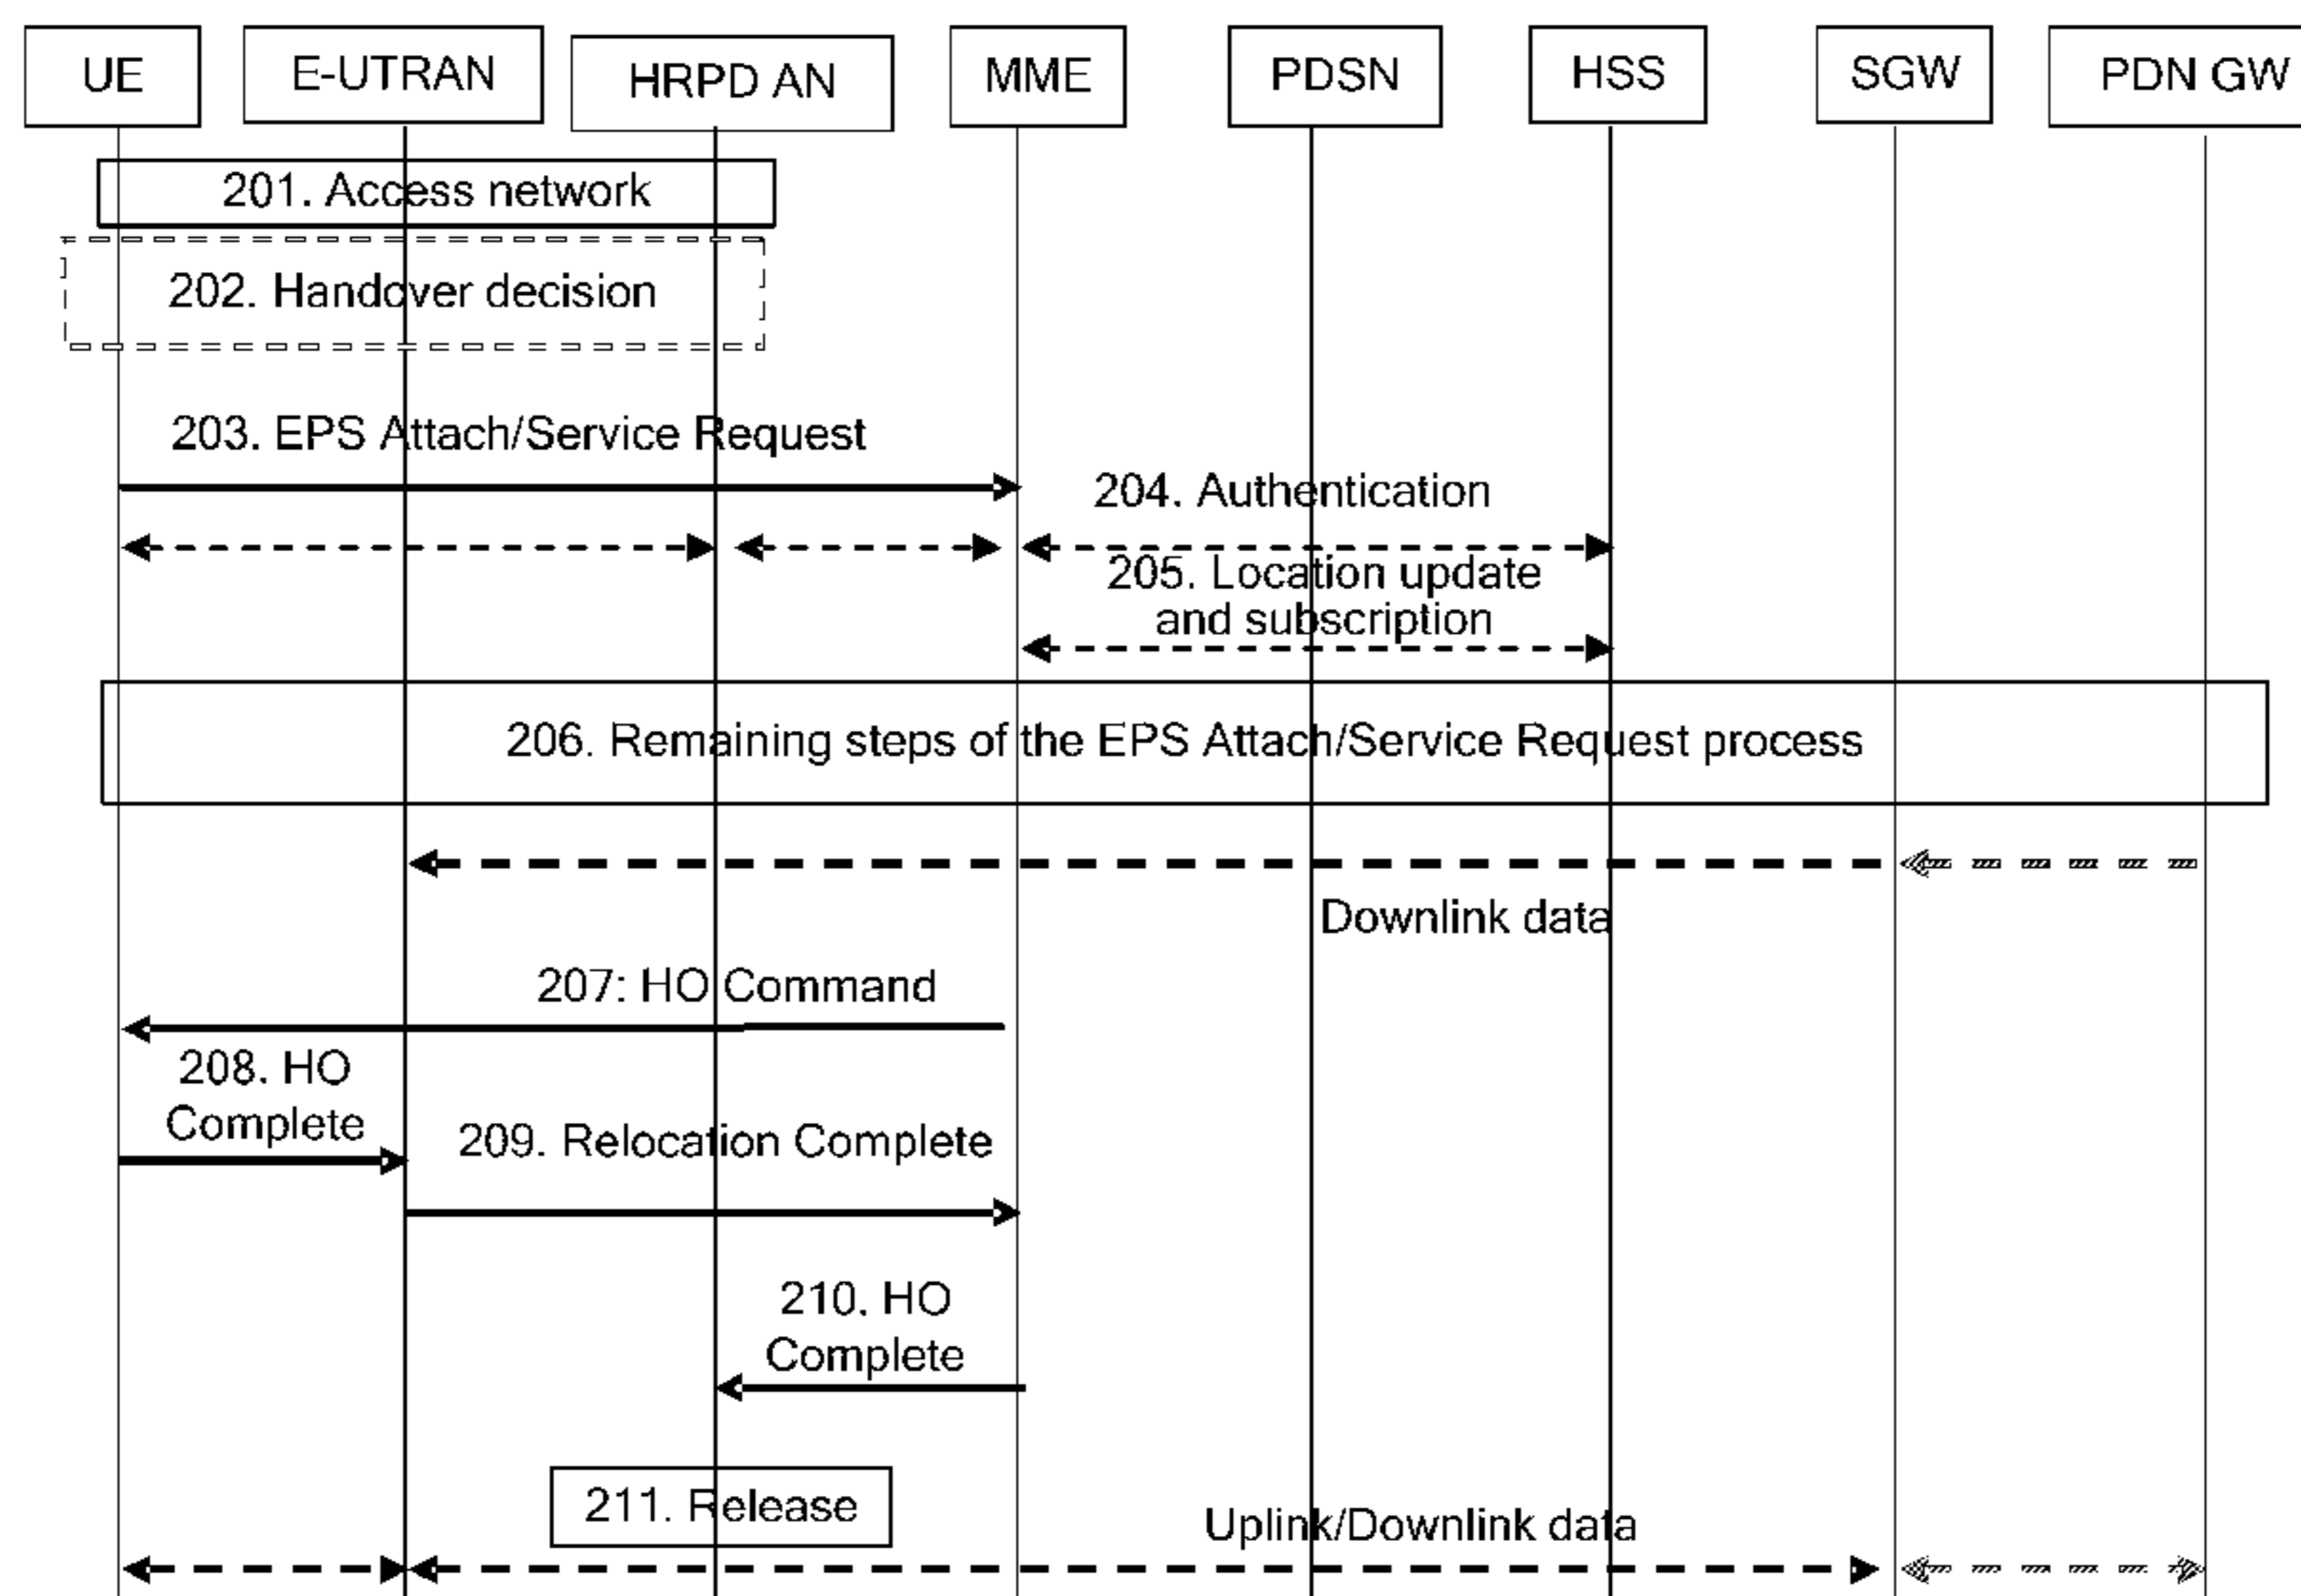 UE
E-UTRAN
HRPD AN
MME
PDSN
HSS
SGW
PDN GW
201. Access network
202. Handover decision
203. EPS Attach/Service Request
204. Authentication
205. Location update
and subscription
206. Remaining steps of the EPS Attach/Service Request process
Downlink data
207: HO Command
208. HO
Complete
209. Relocation Complete
210. HO
Complete
211. Release
Uplink/Downlink data